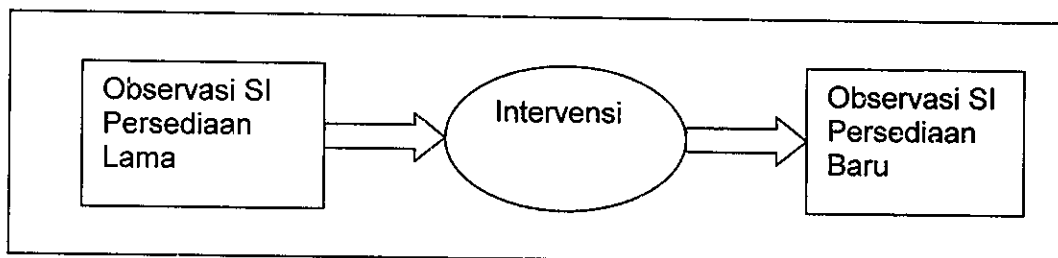 Observasi SI
Persediaan
Lama
Intervensi
Observasi SI
Persediaan
Baru